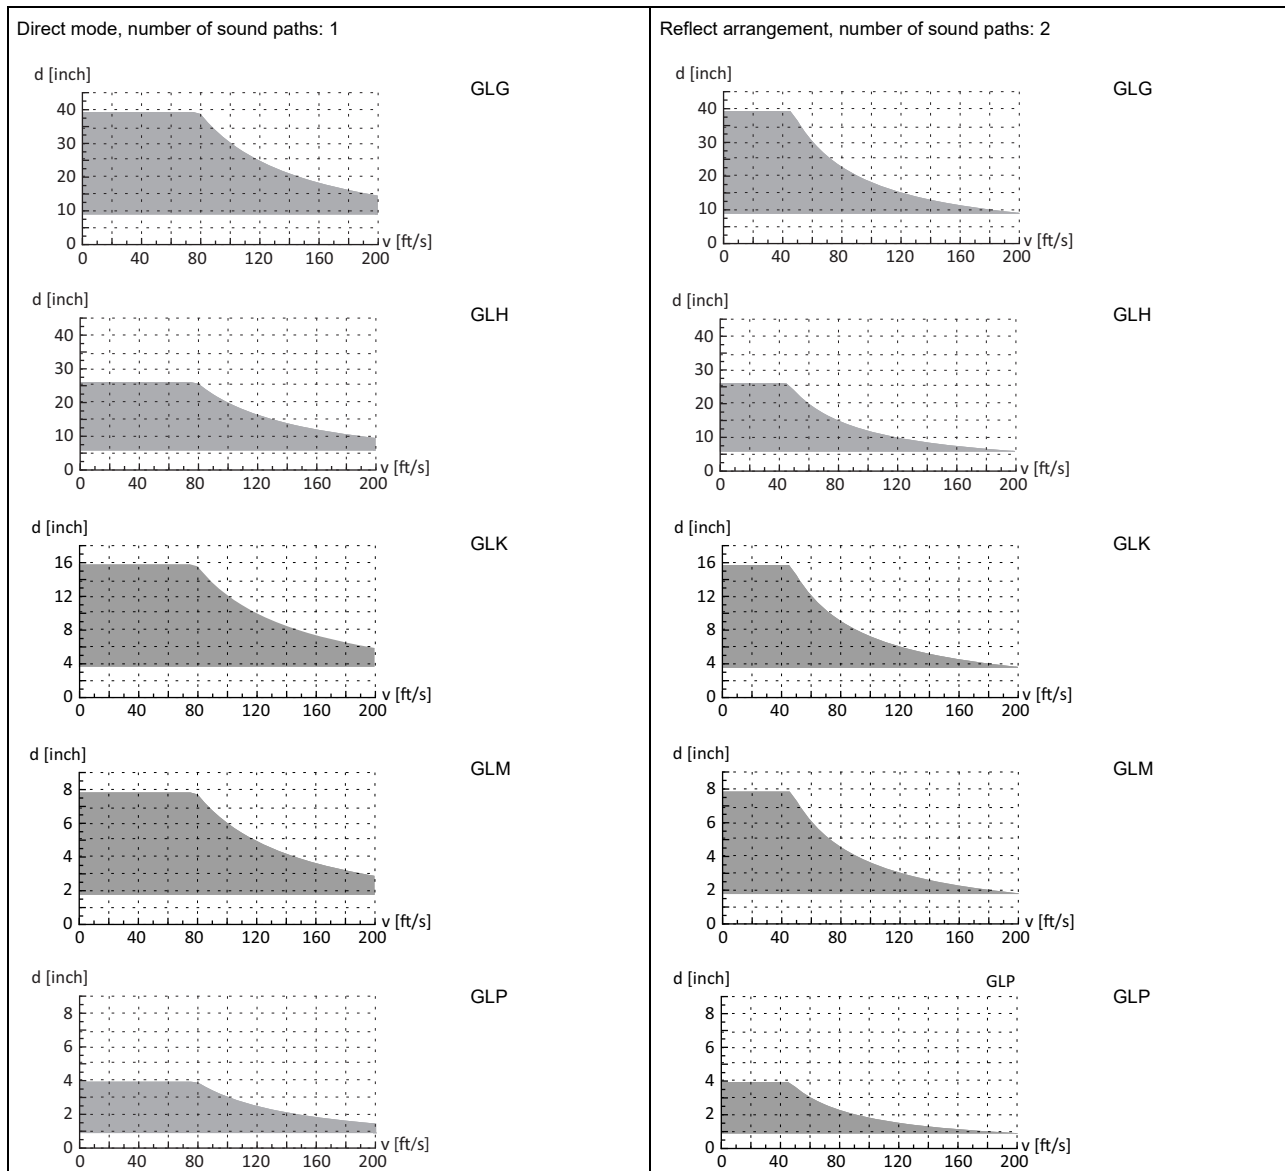 Direct mode, number of sound paths: 1
d [inch]
GLG
40
30
20
10
0
v [ft/s]
0 40 80 120 160 200
d [inch]
GLH
40
30
20
10
0
v [ft/s]
0 40 80 120 160 200
d [inch]
GLK
16
12
8
4
0
v [ft/s]
0 40 80 120 160 200
d [inch]
GLM
8
6
4
2
0
v [ft/s]
0 40 80 120 160 200
d [inch]
GLP
8
6
4
2
0
v [ft/s]
0 40 80 120 160 200
Reflect arrangement, number of sound paths: 2
d [inch]
GLG
40
30
20
10
0
v [ft/s]
0 40 80 120 160 200
d [inch]
GLH
40
30
20
10
0
v [ft/s]
0 40 80 120 160 200
d [inch]
GLK
16
12
8
4
0
v [ft/s]
0 40 80 120 160 200
d [inch]
GLM
8
6
4
2
0
v [ft/s]
0 40 80 120 160 200
d [inch]
GLP
GLP
8
6
4
2
0
v [ft/s]
0 40 80 120 160 200